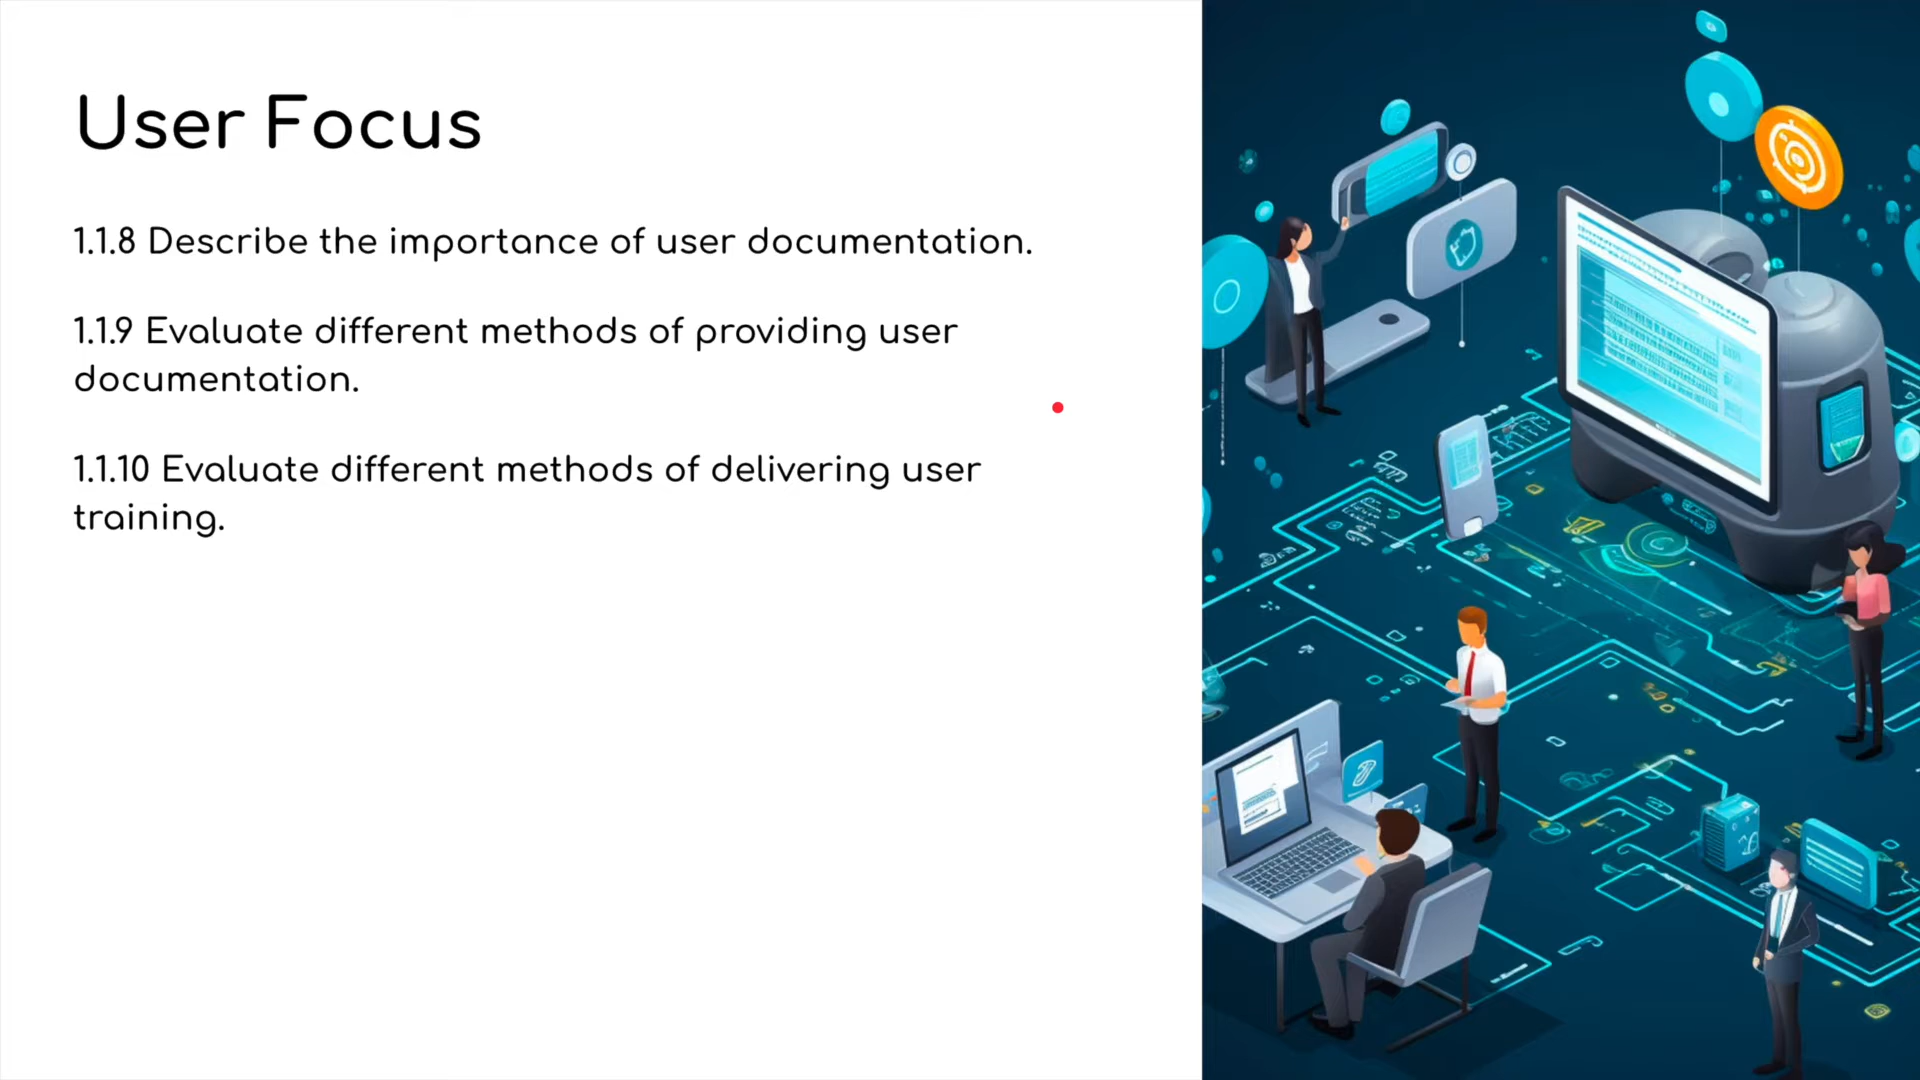 User Focus
1.1.8 Describe the importance of user documentation.
1.1.9 Evaluate different methods of providing user
documentation.
1.1.10 Evaluate different methods of delivering user
training.